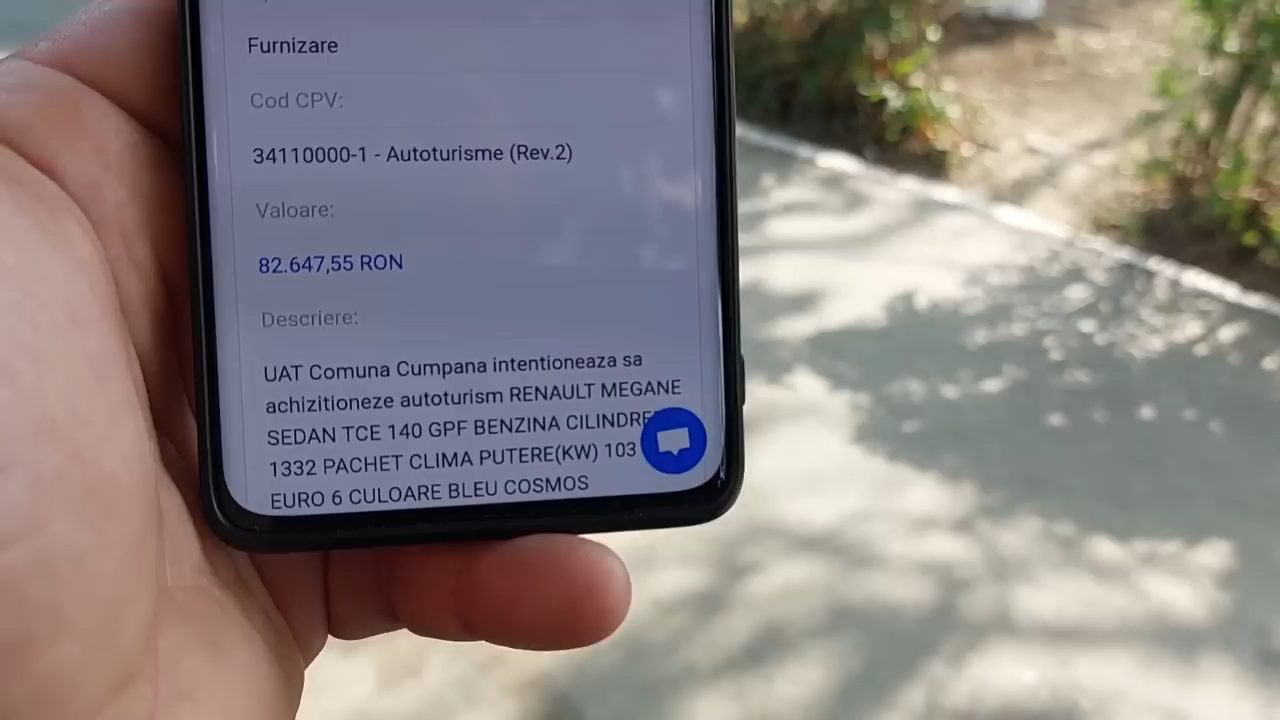 Furnizare
Cod CPV:
34110000-1 - Autoturisme (Rev.2)
Valoare:
82.647,55 RON
Descriere:
UAT Comuna Cumpana intentioneaza sa
achizitioneze autoturism RENAULT MEGANE
SEDAN TCE 140 GPF BENZINA
1332 PACHET CLIMA PUTERE(KW) 103
EURO 6 CULOARE BLEU COSMOS